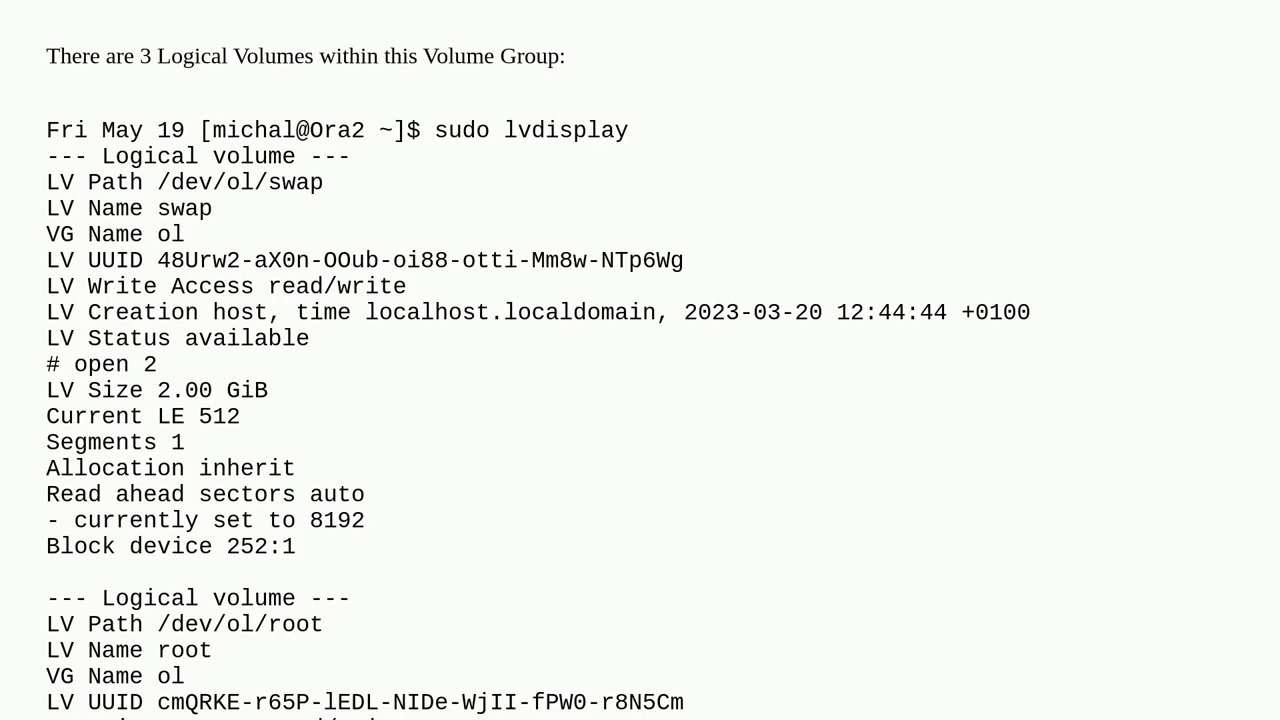 There are 3 Logical Volumes within this Volume Group:
Fri May 19 [michal@Ora2 ~]$ sudo lvdisplay
--- Logical volume ---
LV Path /dev/ol/swap
LV Name swap
VG Name ol
LV UUID 48Urw2-aX0n-OOub-oi88-otti-Mm8w-NTp6Wg
LV Write Access read/write
LV Creation host, time localhost.localdomain, 2023-03-20 12:44:44 +0100
LV Status available
# open 2
LV Size 2.00 GiB
Current LE 512
Segments 1
Allocation inherit
Read ahead sectors auto
- currently set to 8192
Block device 252:1
--- Logical volume ---
LV Path /dev/ol/root
LV Name root
VG Name ol
LV UUID cmQRKE-r65P-lEDL-NIDe-WjII-fPW0-r8N5Cm